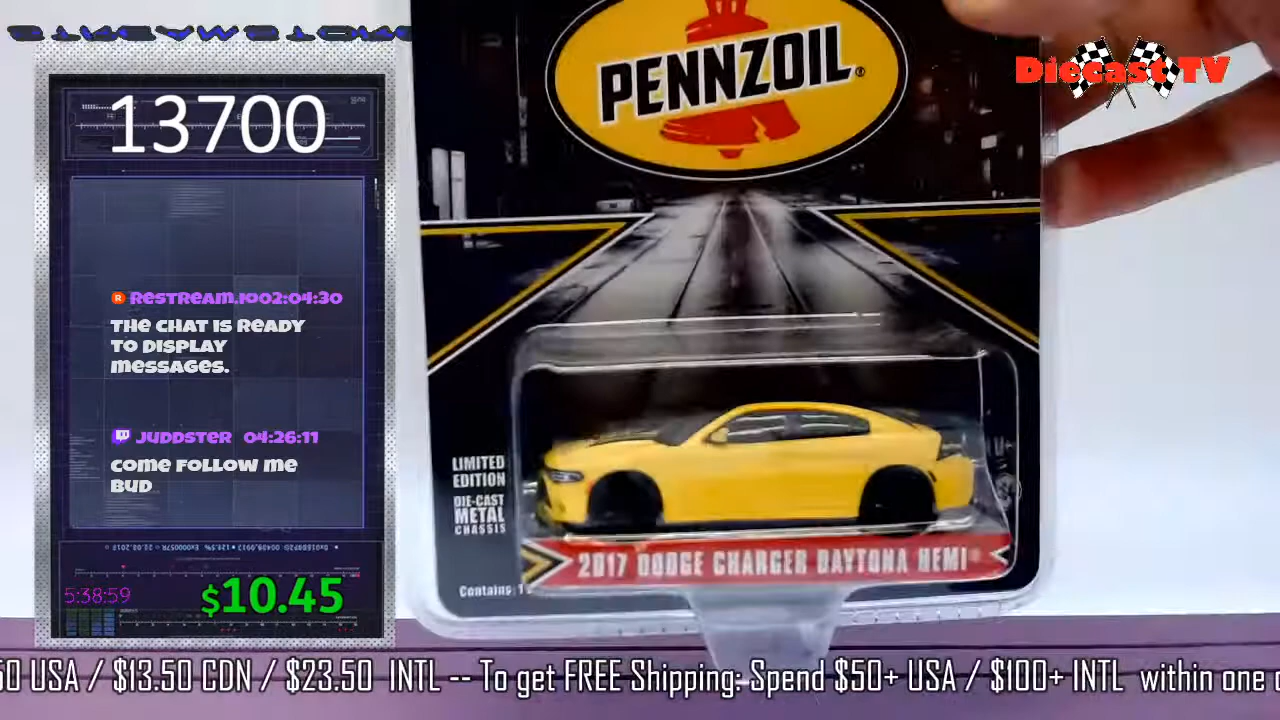 13700
Restream.io 02:04:30
THE CHAT IS READY
TO DISPLAY
MESSAGES.
JUDDSTER 04:26:11
COME FOLLOW ME
BUD
5:38:59
$10.45
PENNZOIL®
Diecast TV
LIMITED
EDITION
DIE-CAST
METAL
CHASSIS
2017 DODGE CHARGER DAYTONA HEMI®
Contains: 1
50 USA / $13.50 CDN / $23.50 INTL -- To get FREE Shipping: Spend $50+ USA / $100+ INTL within one